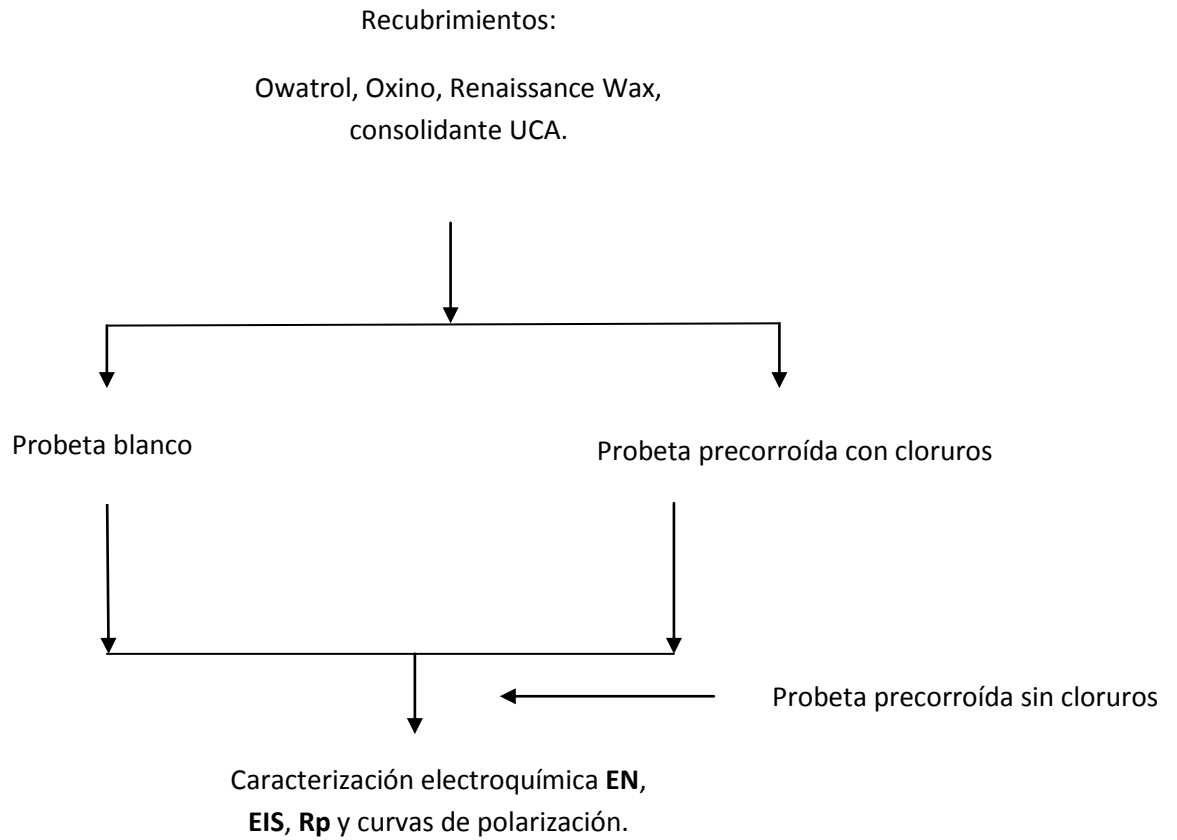 Recubrimientos:
Owatrol, Oxino, Renaissance Wax,
consolidante UCA.
Probeta blanco
Probeta precorroída con cloruros
Probeta precorroída sin cloruros
Caracterización electroquímica EN,
EIS, Rp y curvas de polarización.